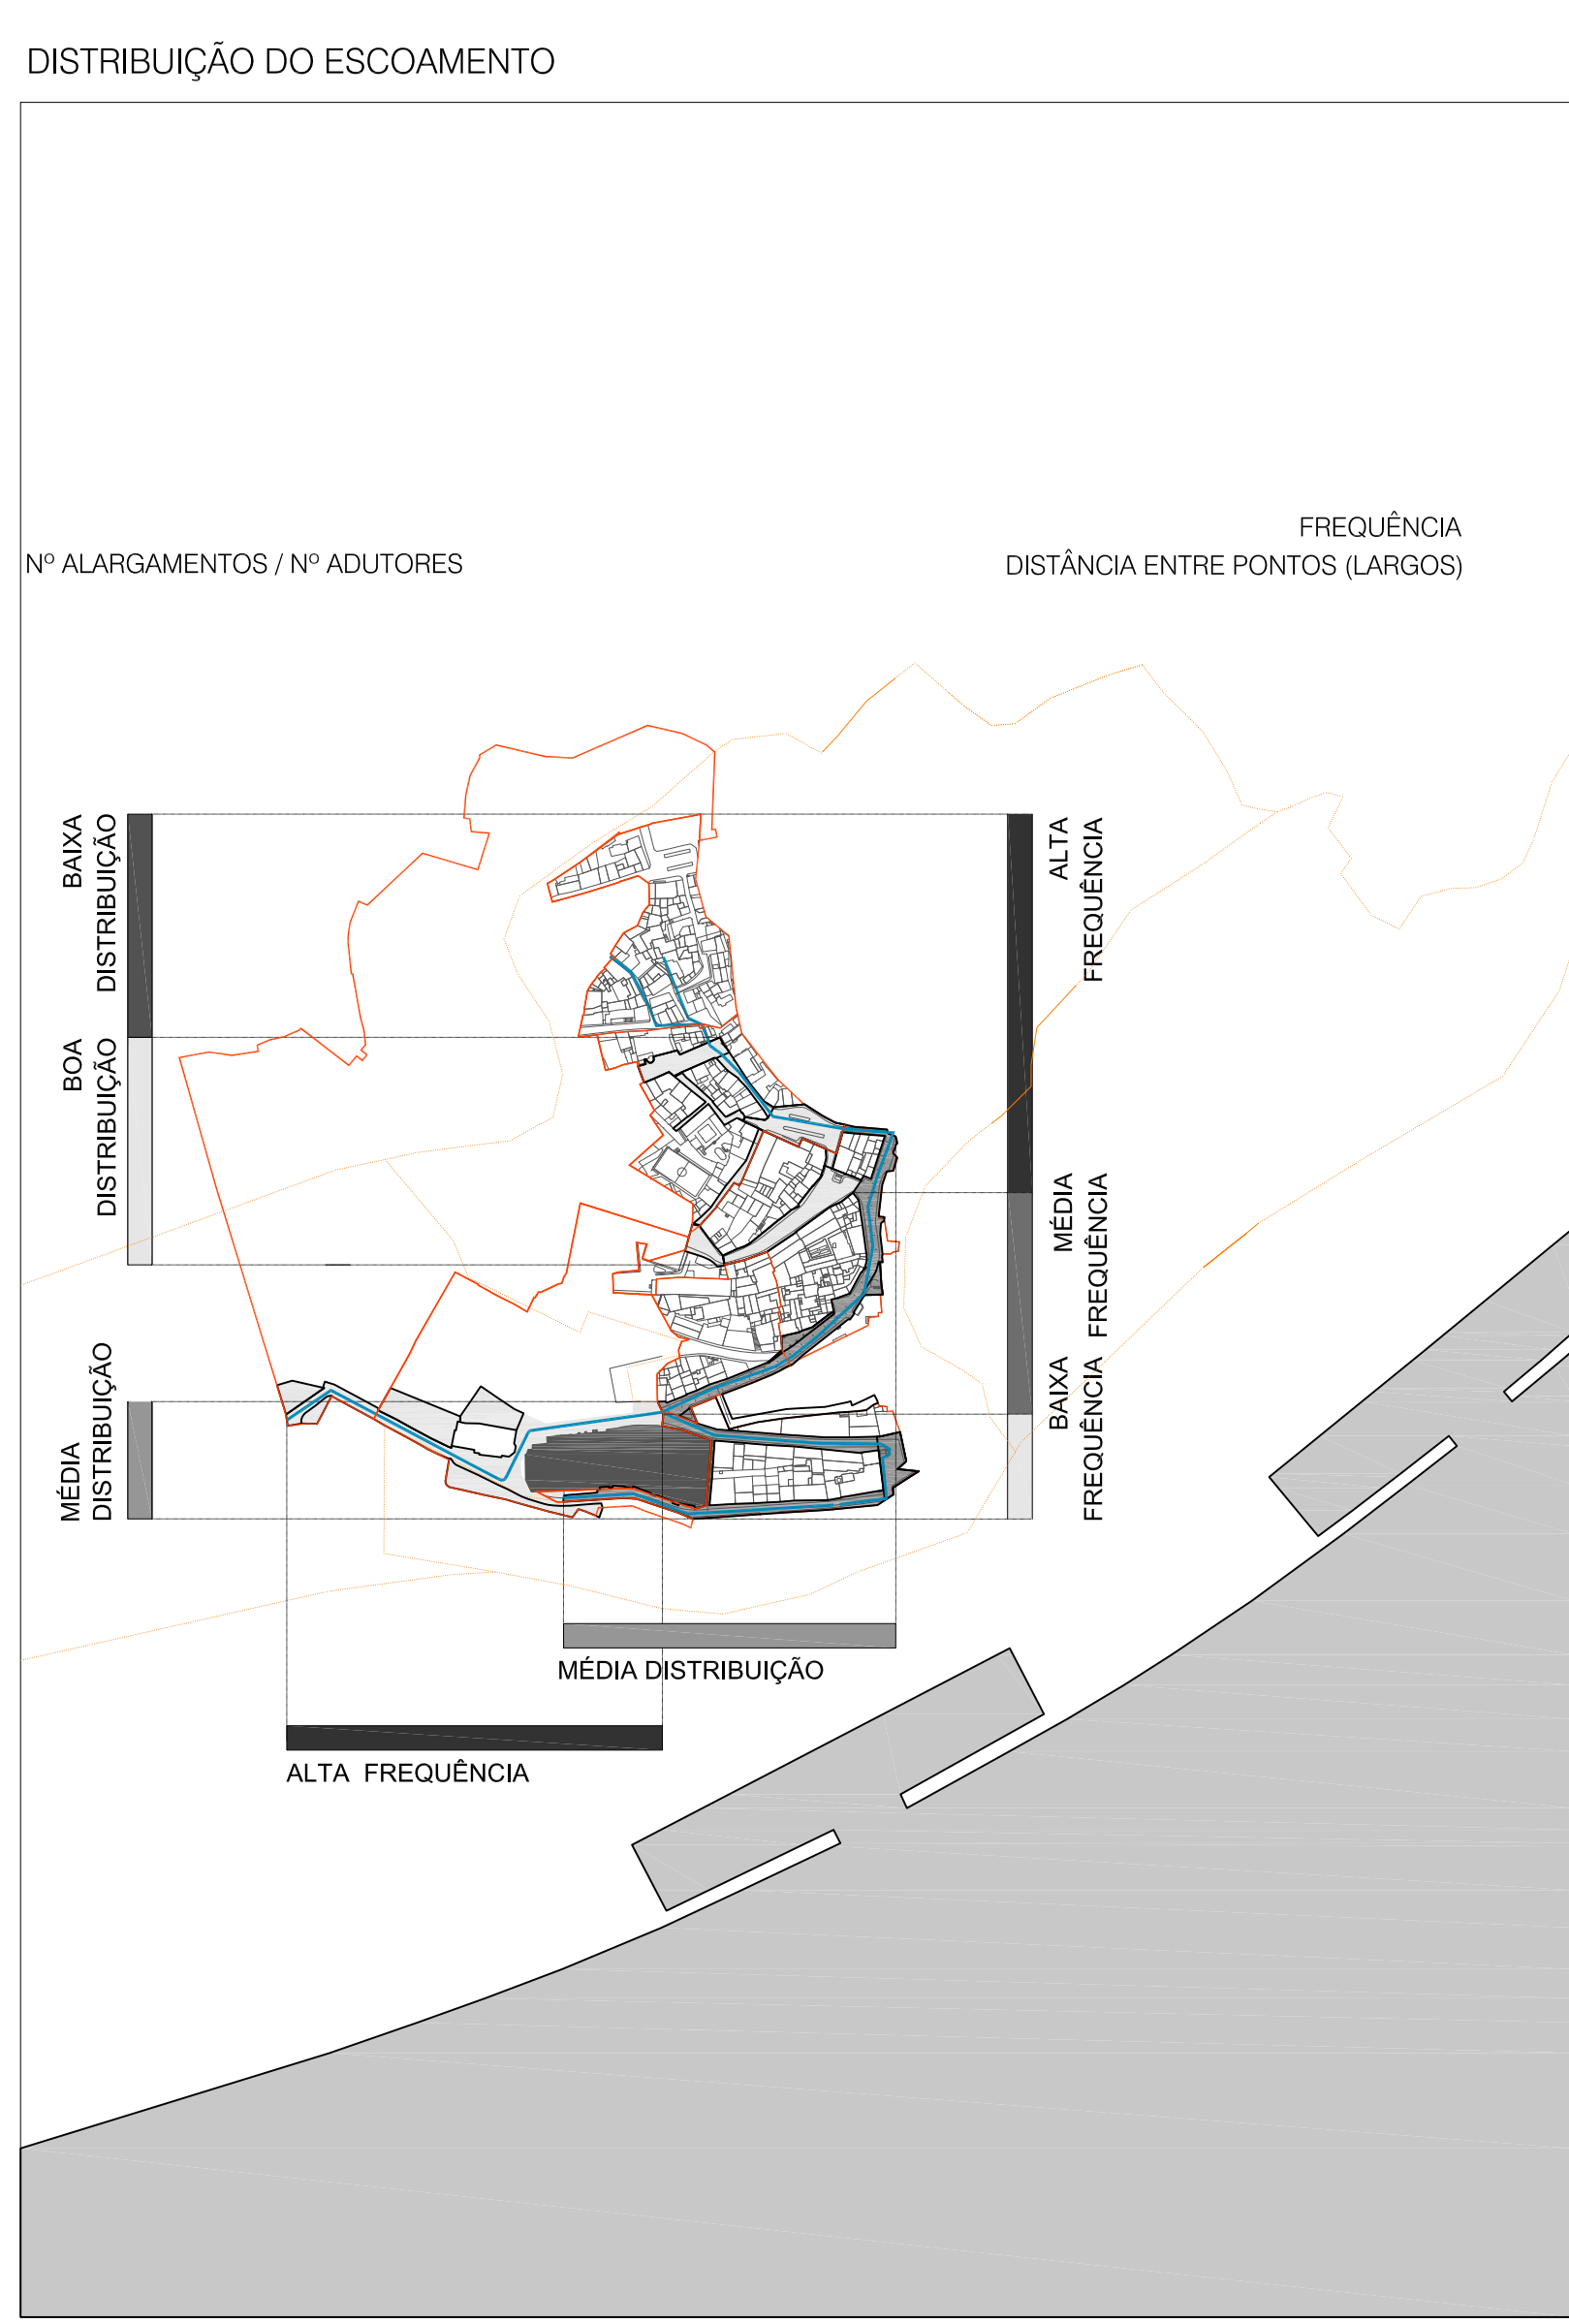 DISTRIBUIÇÃO DO ESCOAMENTO
FREQUÊNCIA
Nº ALARGAMENTOS / Nº ADUTORES
DISTÂNCIA ENTRE PONTOS (LARGOS)
BAIXA
DISTRIBUIÇÃO
BOA
DISTRIBUIÇÃO
MÉDIA
DISTRIBUIÇÃO
ALTA
FREQUÊNCIA
MÉDIA
FREQUÊNCIA
BAIXA
FREQUÊNCIA
MÉDIA DISTRIBUIÇÃO
ALTA FREQUÊNCIA